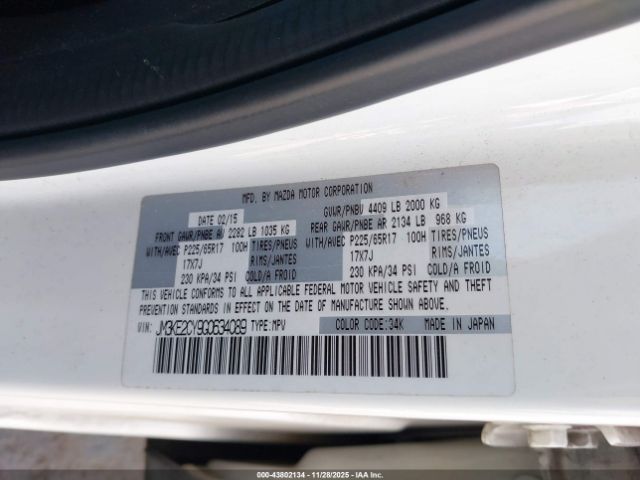 MFD. BY MAZDA MOTOR CORPORATION
DATE 02/15 GVWR/PNBV 4409 LB 2000 KG
FRONT GAWR/PNBE AV 2282 LB 1035 KG REAR GAWR/PNBE AR 2134 LB 968 KG
WITH/AVEC P225/65R17 100H TIRES/PNEUS WITH/AVEC P225/65R17 100H TIRES/PNEUS
17X7J RIMS/JANTES 17X7J RIMS/JANTES
230 KPA/34 PSI COLD/A FROID 230 KPA/34 PSI COLD/A FROID
THIS VEHICLE CONFORMS TO ALL APPLICABLE FEDERAL MOTOR VEHICLE SAFETY AND THEFT
PREVENTION STANDARDS IN EFFECT ON THE DATE OF MANUFACTURE SHOWN ABOVE.
VIN: JM3KE2CY9G0634089 TYPE:MPV COLOR CODE:34K MADE IN JAPAN
00-43802134 | 11/28/2025 | IAA Corp.